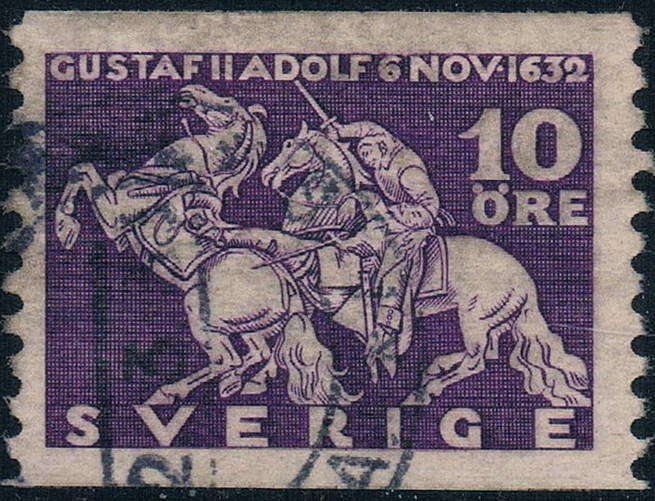 GUSTAF II ADOLF 6 NOV·1632
10
ÖRE
SVERIGE